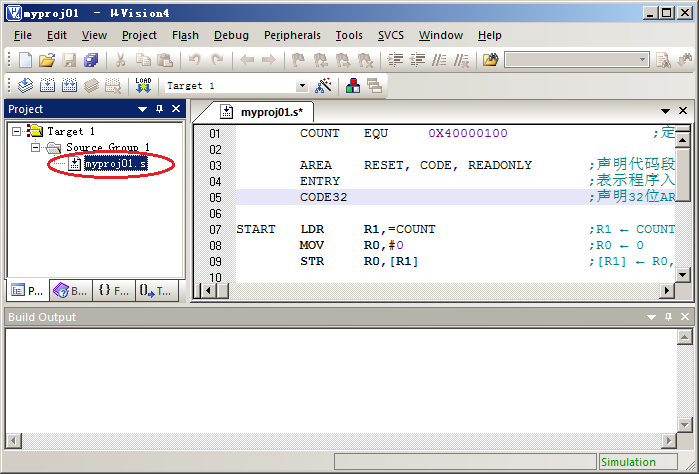 myproj01 - µVision4
File Edit View Project Flash Debug Peripherals Tools SVCS Window Help
LOAD Target 1
Project
Target 1
Source Group 1
myproj01.s
P... B... {} F... {}, T...
myproj01.s*
01 COUNT EQU 0X40000100 ;定
02
03 AREA RESET, CODE, READONLY ;声明代码段
04 ENTRY ;表示程序入
05 CODE32 ;声明32位AR
06
07 START LDR R1,=COUNT ;R1 ← COUNT
08 MOV R0,#0 ;R0 ← 0
09 STR R0,[R1] ;[R1] ← R0,
10
Build Output
Simulation